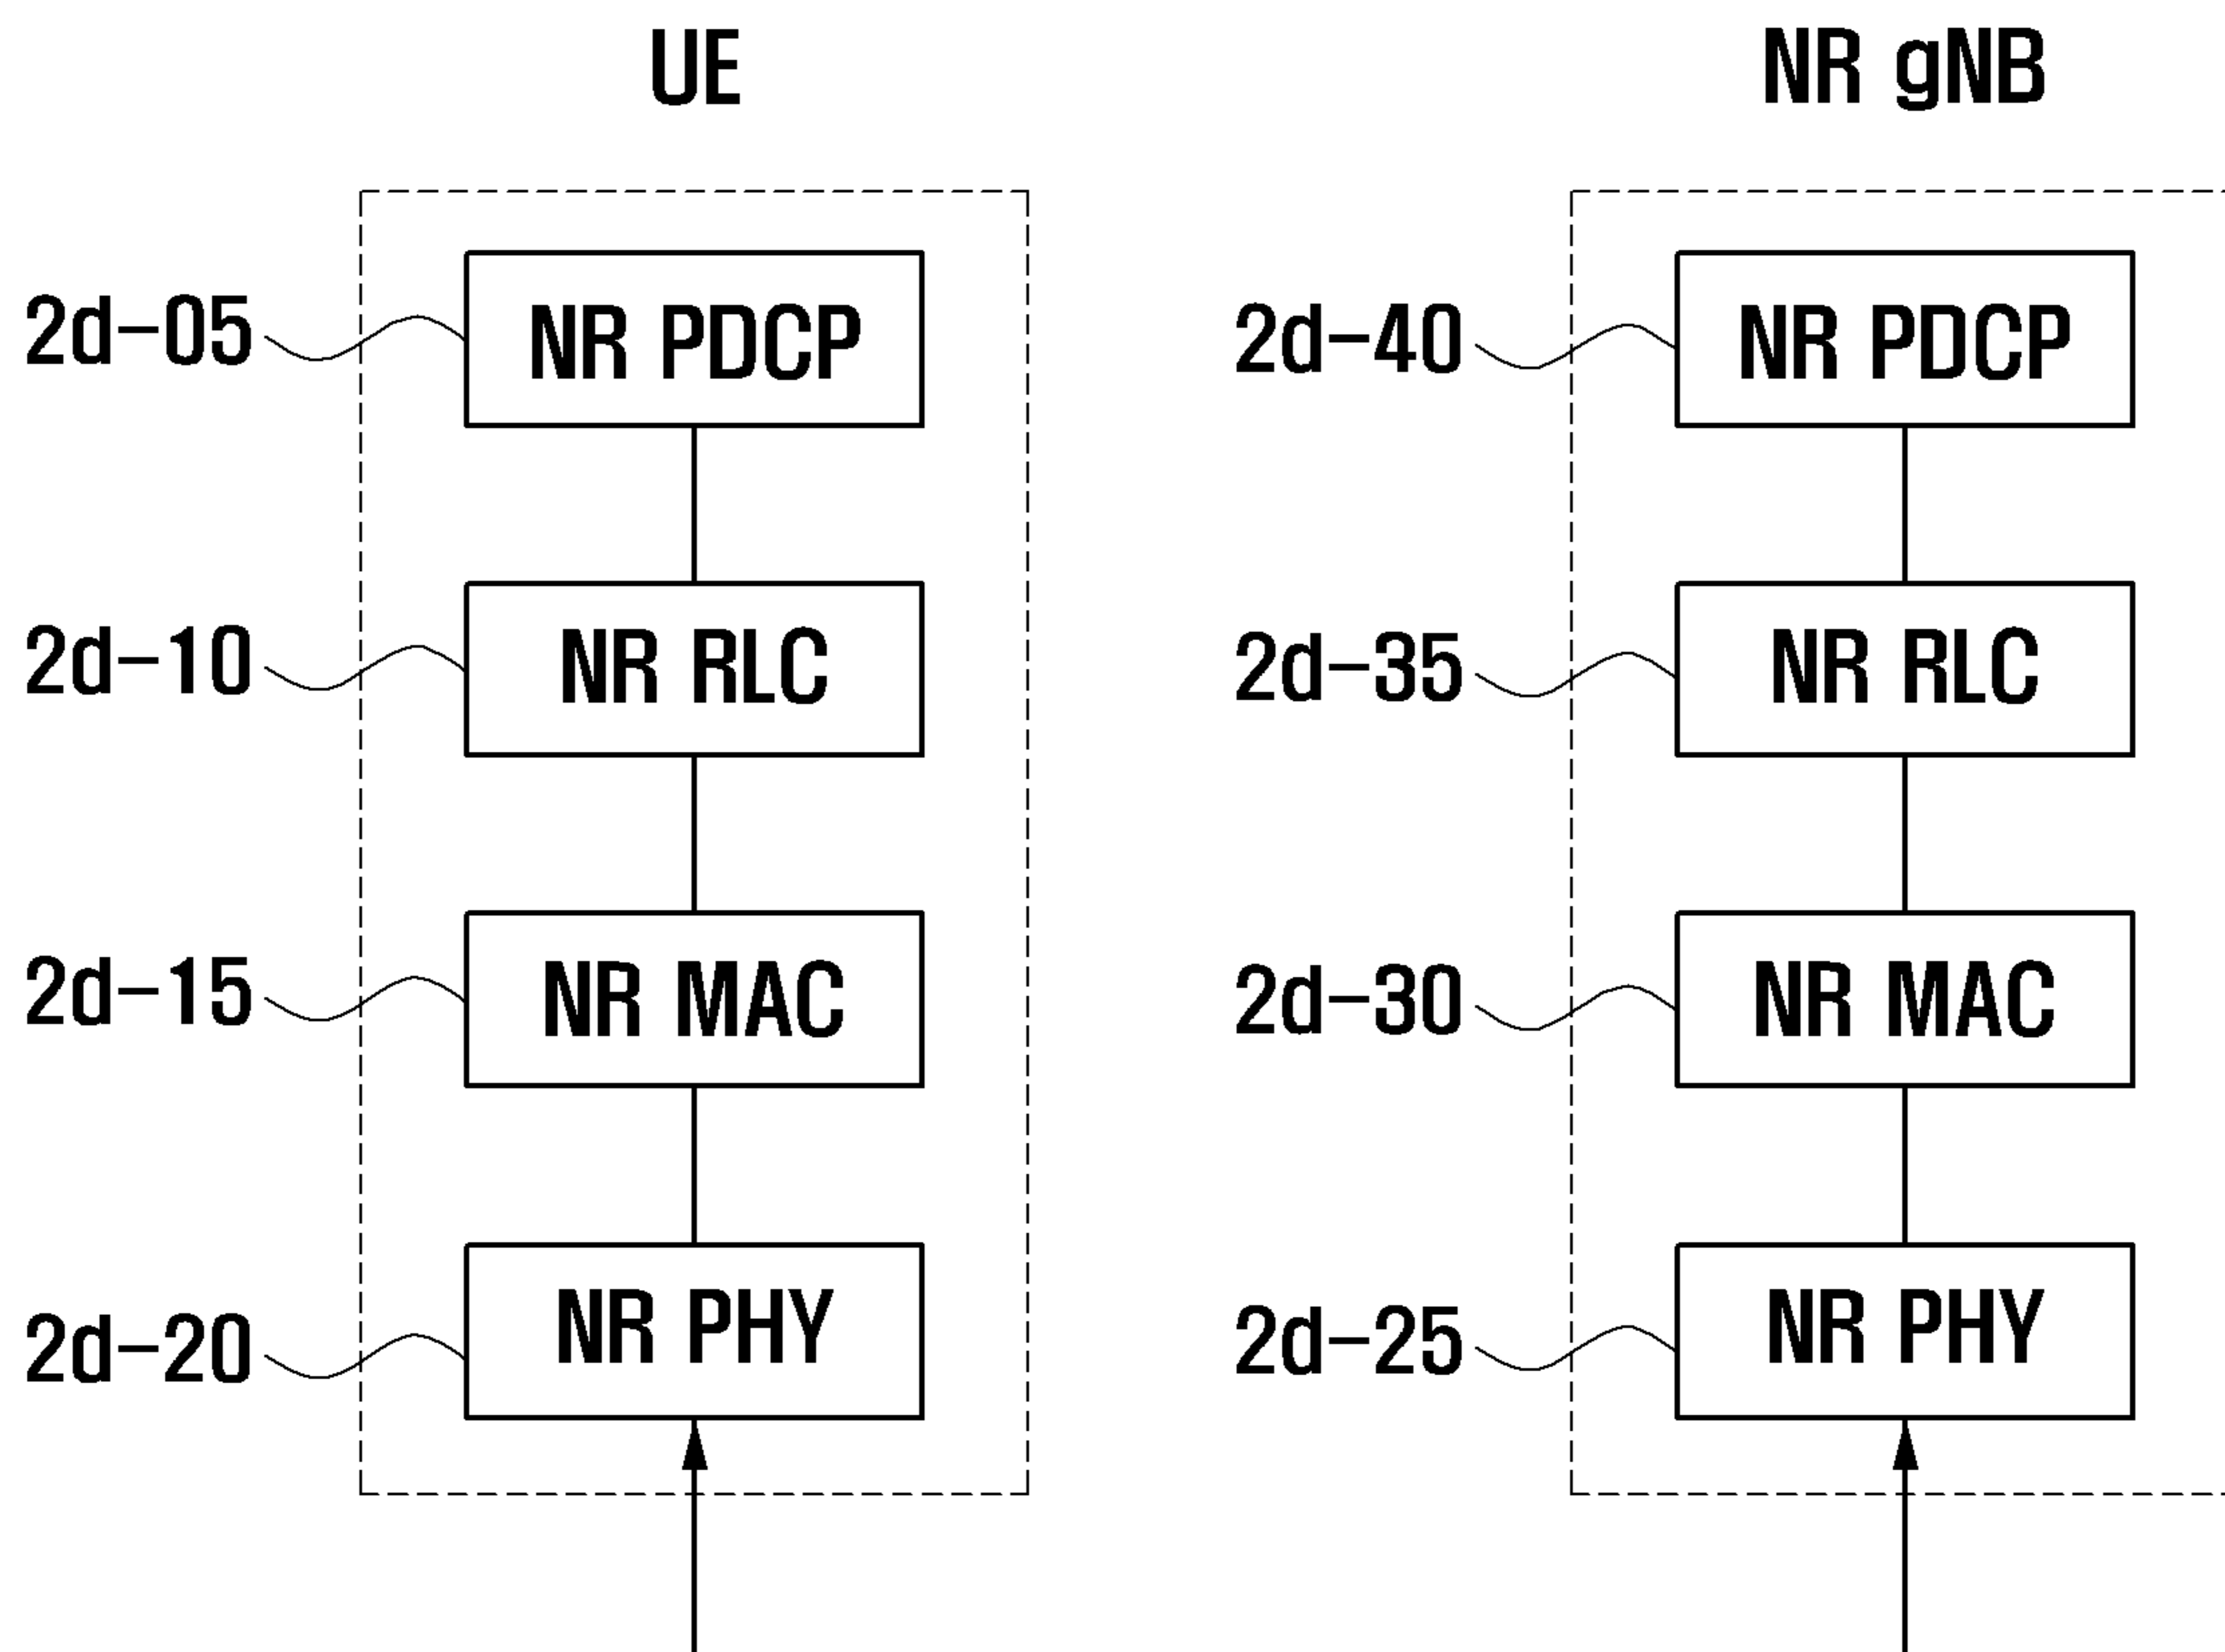 UE
NR gNB
2d-05
NR PDCP
2d-40
NR PDCP
2d-10
NR RLC
2d-35
NR RLC
2d-15
NR MAC
2d-30
NR MAC
2d-20
NR PHY
2d-25
NR PHY